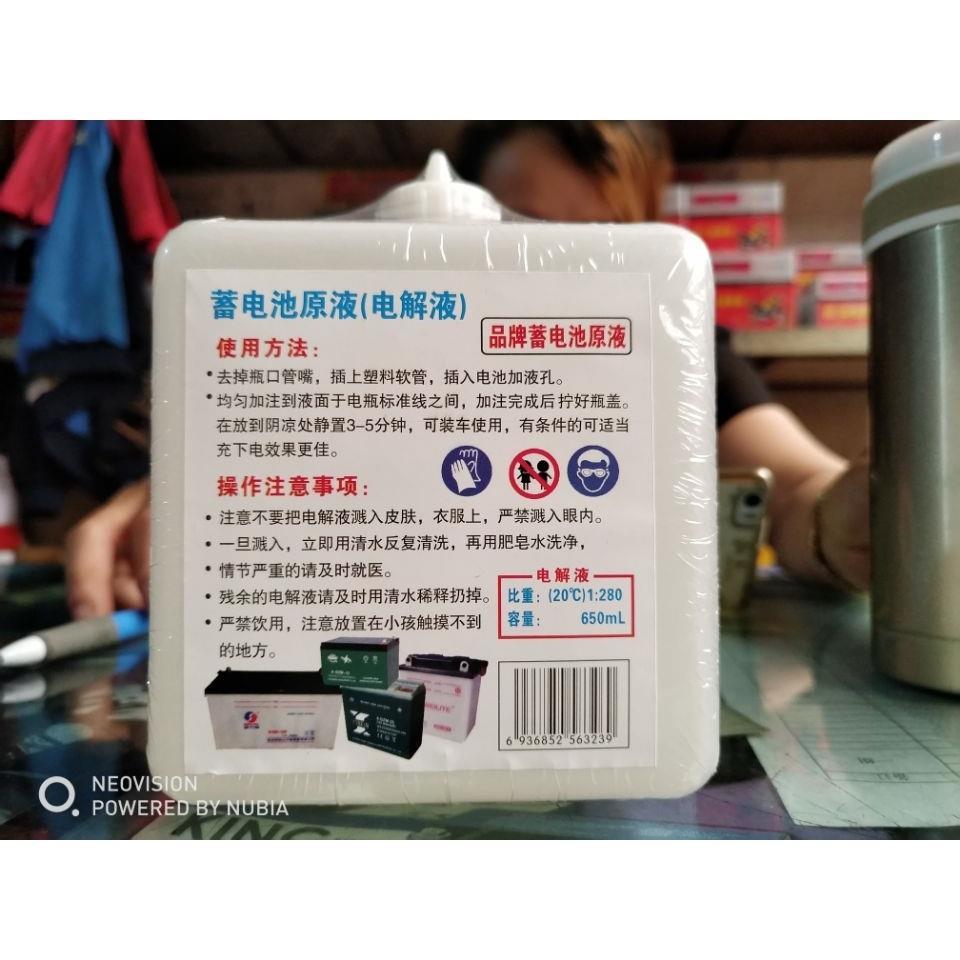 蓄电池原液(电解液)
品牌蓄电池原液
使用方法：
•去掉瓶口管嘴，插上塑料软管，插入电池加液孔。
•均匀加注到液面于电瓶标准线之间，加注完成后拧好瓶盖。
在放到阴凉处静置3-5分钟，可装车使用，有条件的可适当
充下电效果更佳。
操作注意事项：
•注意不要把电解液溅入皮肤，衣服上，严禁溅入眼内。
•一旦溅入，立即用清水反复清洗，再用肥皂水洗净，
•情节严重的请及时就医。
•残余的电解液请及时用清水稀释扔掉。
•严禁饮用，注意放置在小孩触摸不到
的地方。
电解液
比重：(20℃)1:280
容量：650mL
6 936852 563239
NEOVISION
POWERED BY NUBIA
KING